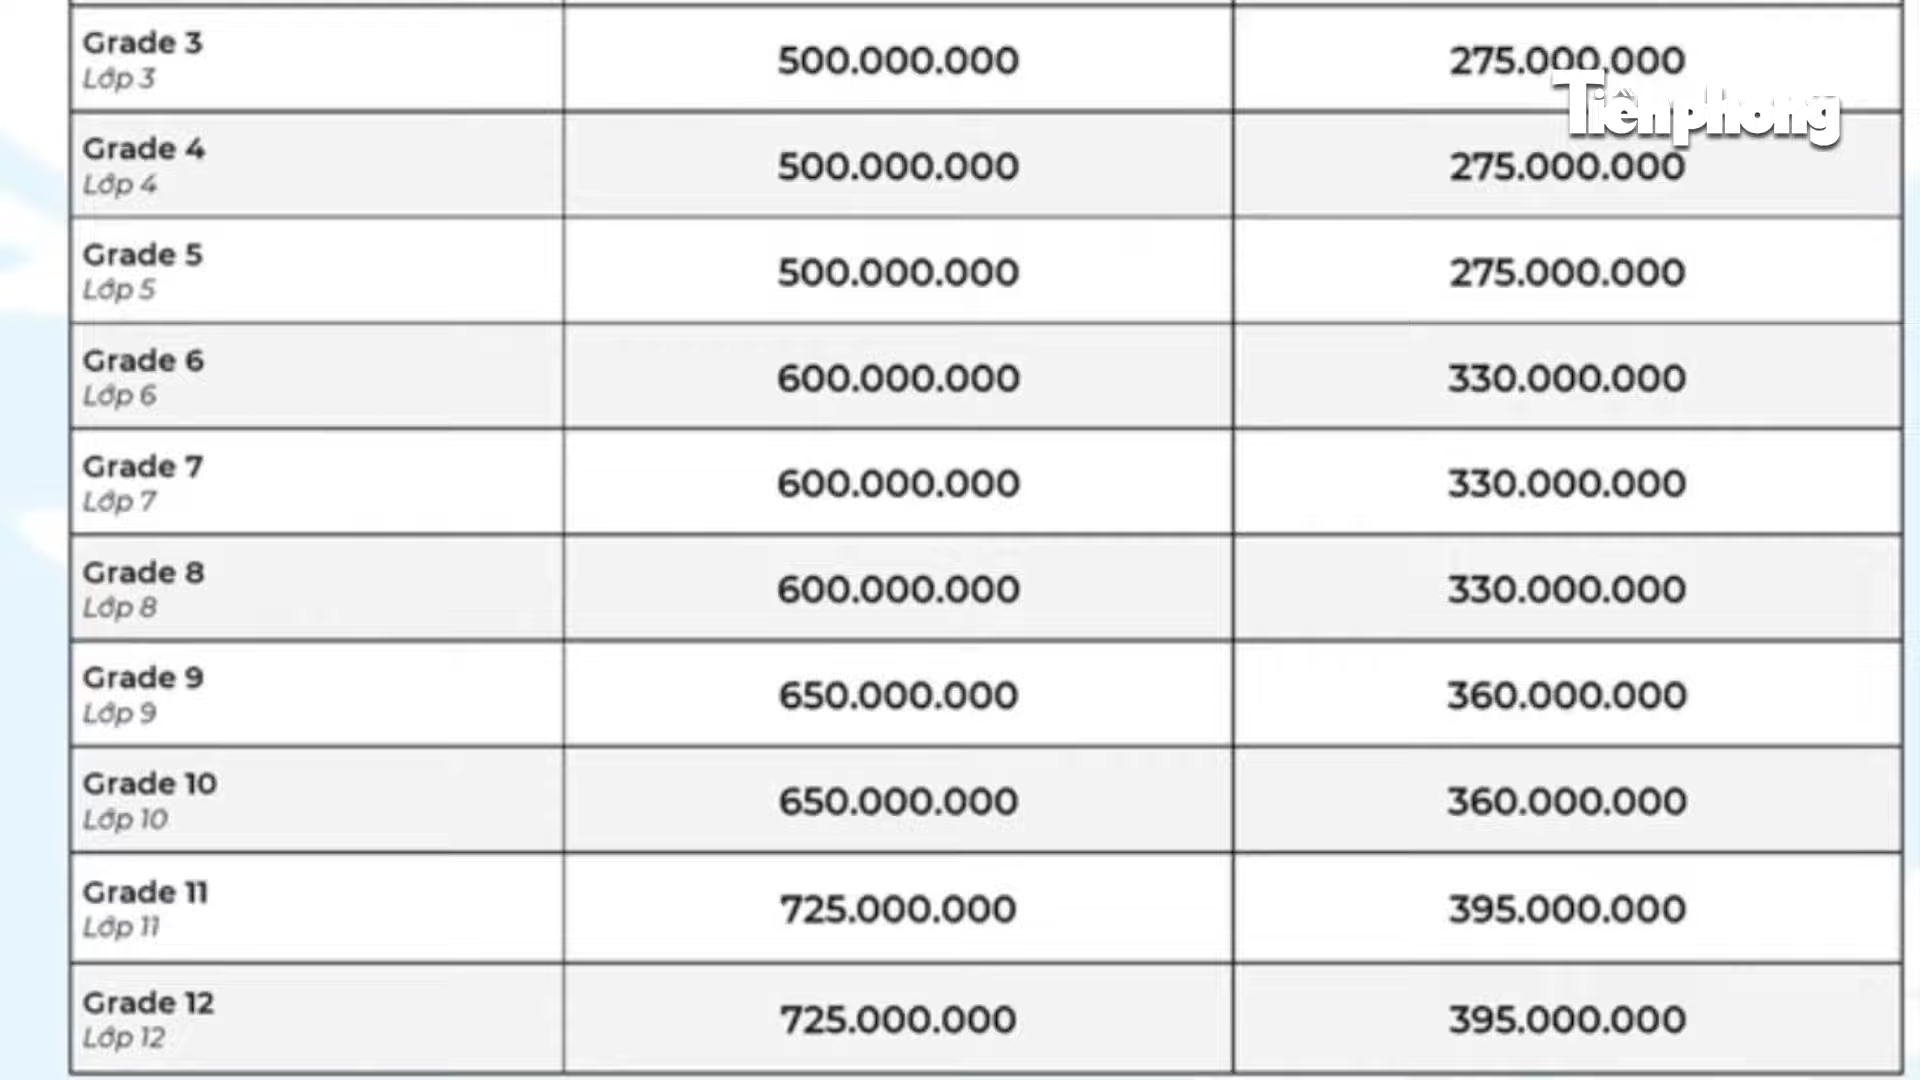 Grade 3
Lớp 3
500.000.000
275.000.000
Tiền phong
Grade 4
Lớp 4
500.000.000
275.000.000
Grade 5
Lớp 5
500.000.000
275.000.000
Grade 6
Lớp 6
600.000.000
330.000.000
Grade 7
Lớp 7
600.000.000
330.000.000
Grade 8
Lớp 8
600.000.000
330.000.000
Grade 9
Lớp 9
650.000.000
360.000.000
Grade 10
Lớp 10
650.000.000
360.000.000
Grade 11
Lớp 11
725.000.000
395.000.000
Grade 12
Lớp 12
725.000.000
395.000.000